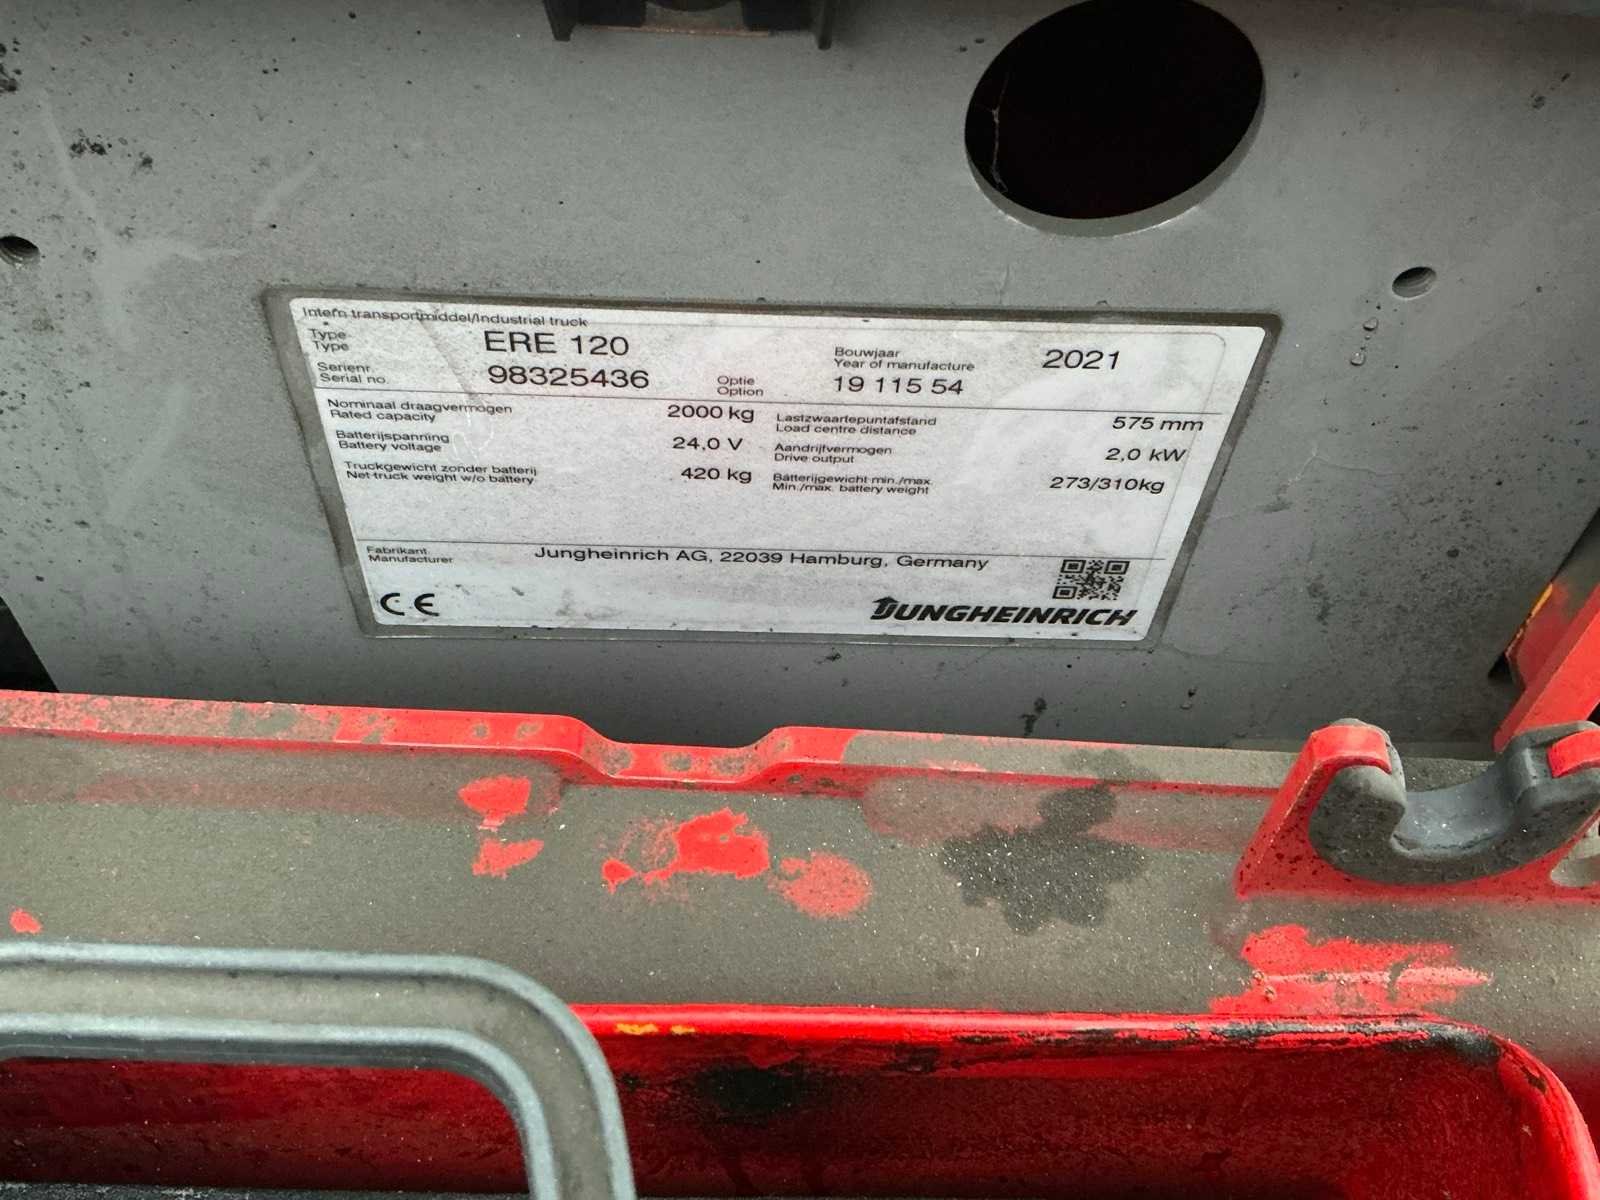 Intern transportmiddel/Industrial truck
Type ERE 120 Bouwjaar 2021
Type Year of manufacture
Serienr. 98325436 Optie 19 115 54
Serial no. Option
Nominaal draagvermogen 2000 kg Lastzwaartepuntafstand 575 mm
Rated capacity Load centre distance
Batterijspanning 24,0 V Aandrijfvermogen 2,0 kW
Battery voltage Drive output
Truckgewicht zonder batterij 420 kg Batterijgewicht min./max. 273/310kg
Net truck weight w/o battery Min./max. battery weight
Fabrikant Jungheinrich AG, 22039 Hamburg, Germany
Manufacturer
CE JUNGHEINRICH